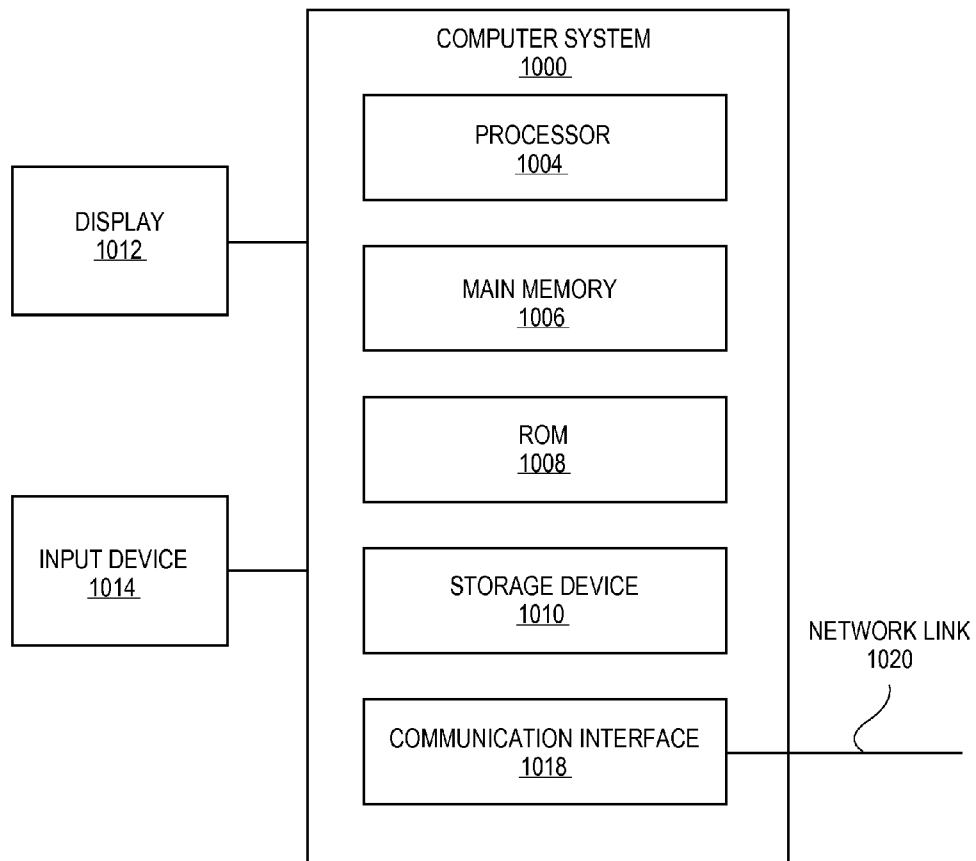 COMPUTER SYSTEM
1000
PROCESSOR
1004
DISPLAY
1012
MAIN MEMORY
1006
ROM
1008
INPUT DEVICE
1014
STORAGE DEVICE
1010
NETWORK LINK
1020
COMMUNICATION INTERFACE
1018